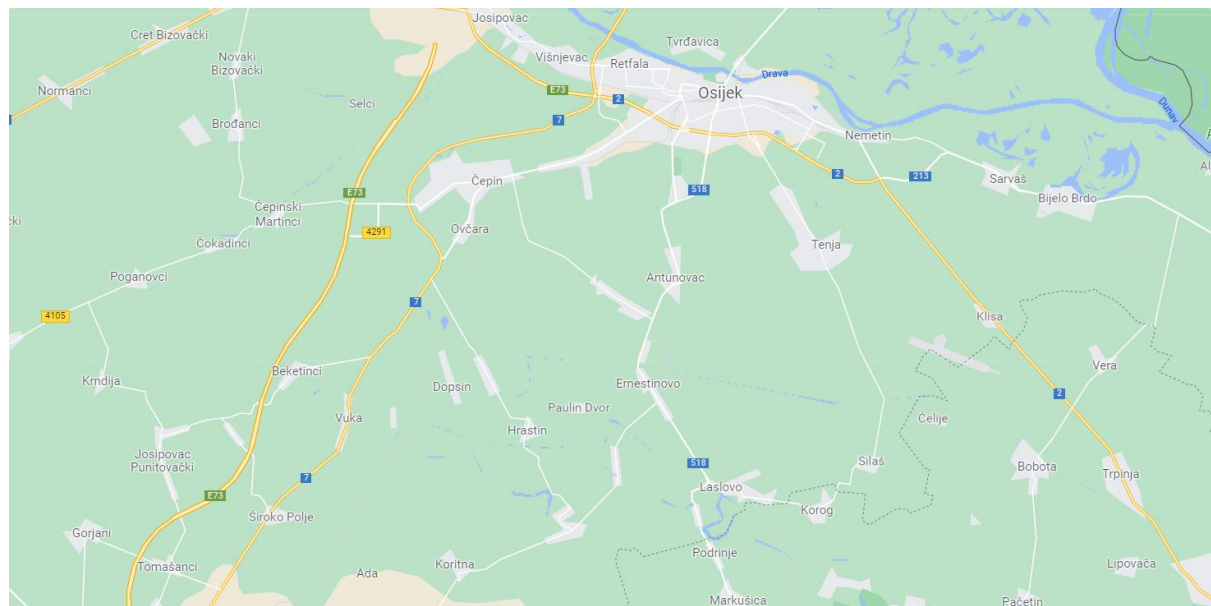 Josipovac
Cret Bizovački
Višnjevac
Retfala
Tvrđavica
Novaki
Bizovački
Drava
Normanci
E73
2
Osijek
Selci
Dunav
7
Brođanci
Nemetin
2
213
Sarvaš
Čepin
E73
518
Bijelo Brdo
Čepinski
Martinci
4291
Ovčara
Čokadinci
Tenja
Poganovci
Antunovac
7
4105
Klisa
Vera
Krndija
Beketinci
Dopsin
Ernestinovo
2
Paulin Dvor
Vuka
Hrastin
Ćelije
Josipovac
Punitovački
7
518
Silaš
Bobota
Trpinja
E73
Laslovo
Široko Polje
Korog
Gorjani
Podrinje
Tomašanci
Koritna
Ada
Lipovača
Markušica
Pačetin